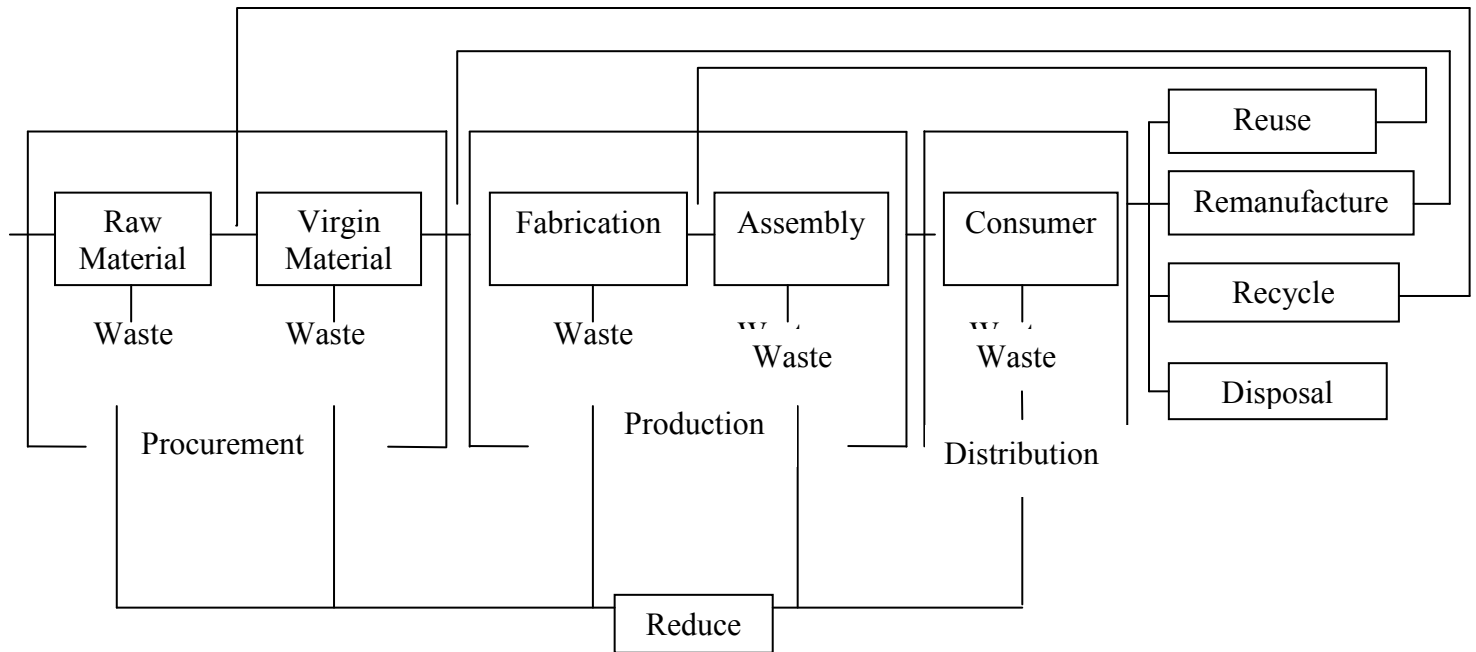 Reuse
Remanufacture
Recycle
Disposal
Raw
Material
Virgin
Material
Fabrication
Assembly
Consumer
Waste
Waste
Waste
Waste
Waste
Procurement
Production
Distribution
Reduce